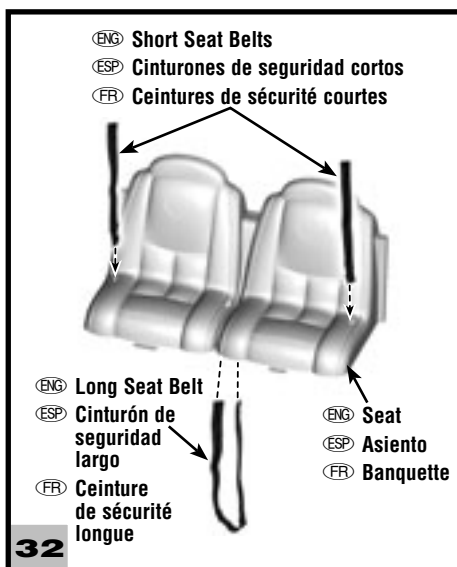 ENG Short Seat Belts
ESP Cinturones de seguridad cortos
FR Ceintures de sécurité courtes
ENG Long Seat Belt
ESP Cinturón de
seguridad
largo
FR Ceinture
de sécurité
longue
ENG Seat
ESP Asiento
FR Banquette
32